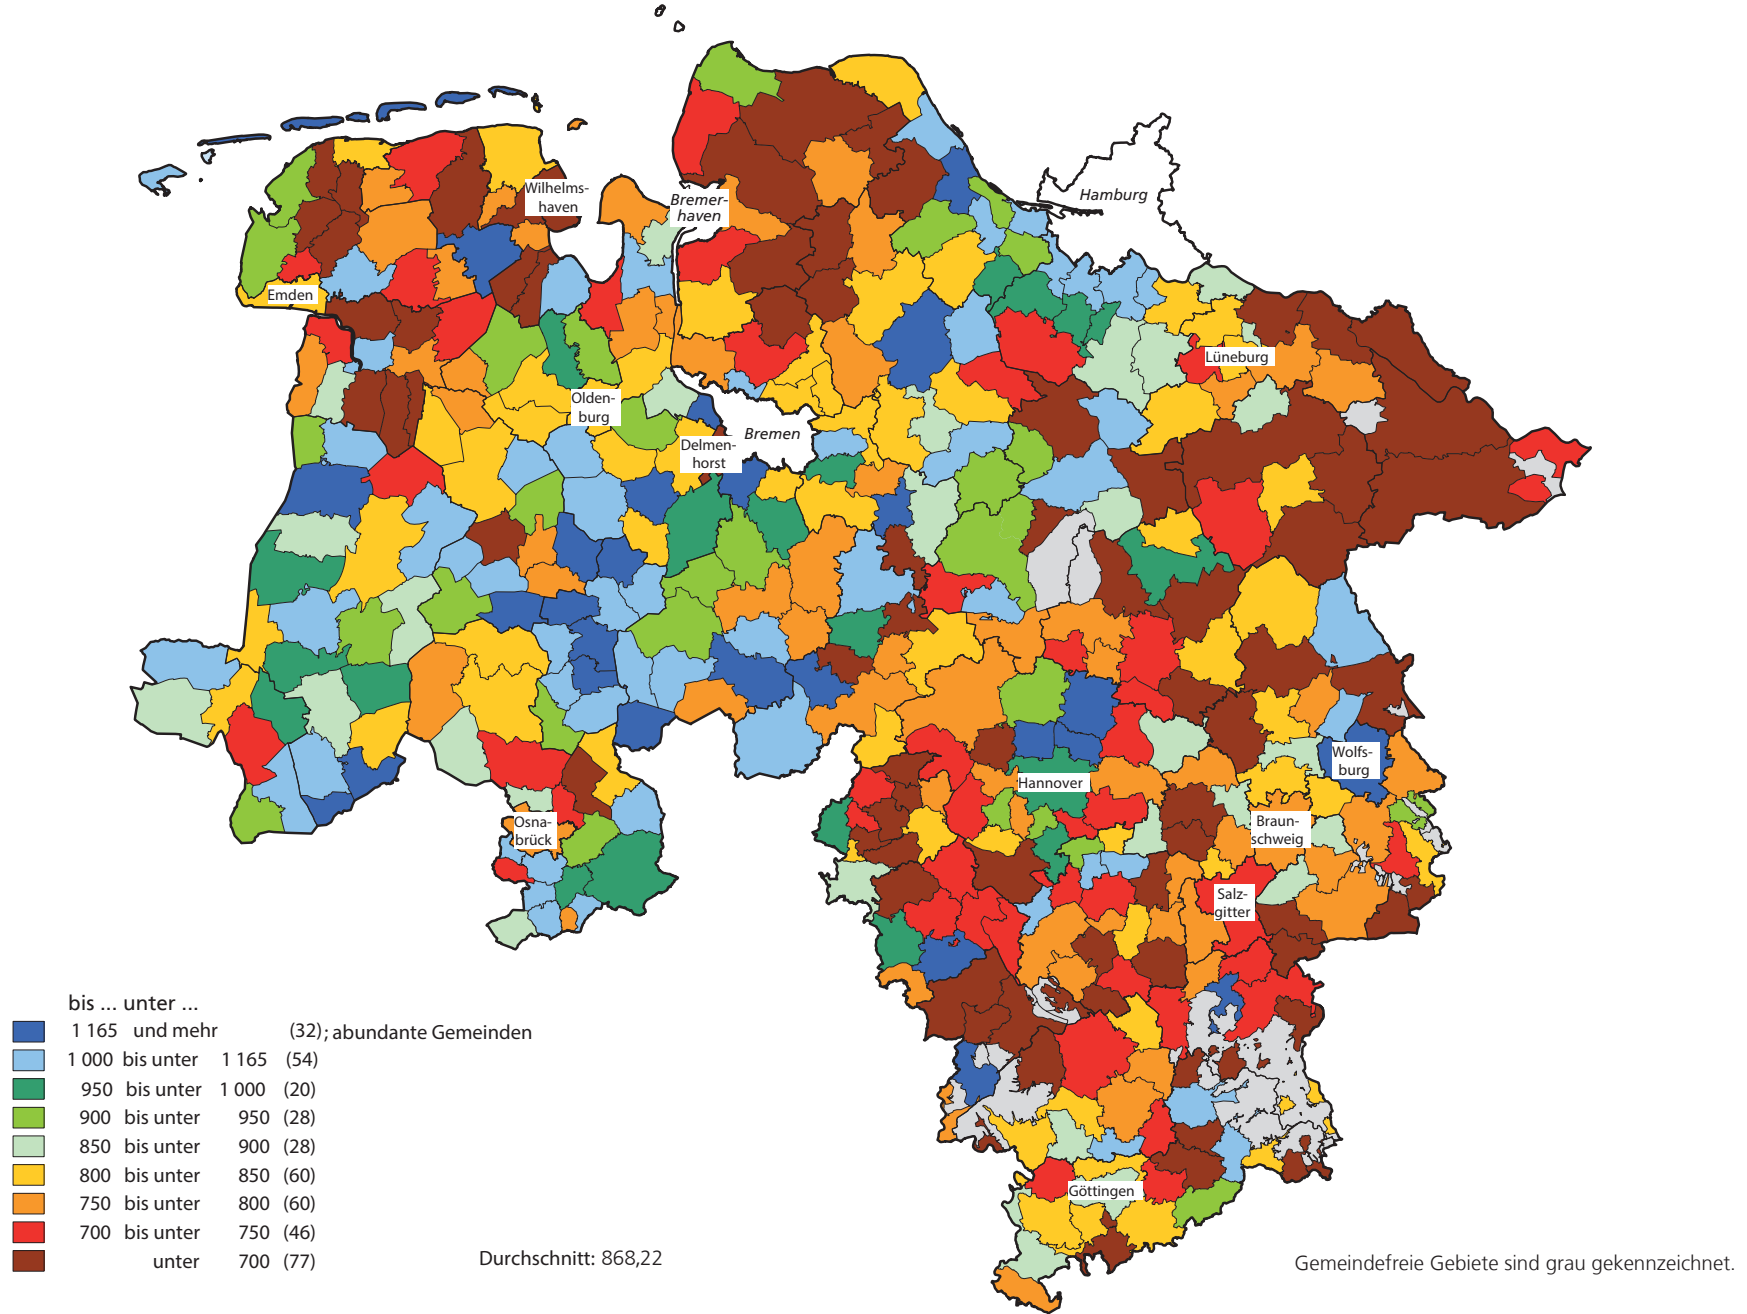 Hamburg
Wilhelms-
haven
Bremer-
haven
Emden
Lüneburg
Olden-
burg
Bremen
Delmen-
horst
Wolfs-
burg
Hannover
Osna-
brück
Braun-
schweig
Salz-
gitter
Göttingen
bis ... unter ...
1 165 und mehr (32) ; abundante Gemeinden
1 000 bis unter 1 165 (54)
950 bis unter 1 000 (20)
900 bis unter 950 (28)
850 bis unter 900 (28)
800 bis unter 850 (60)
750 bis unter 800 (60)
700 bis unter 750 (46)
unter 700 (77)
Durchschnitt: 868,22
Gemeindefreie Gebiete sind grau gekennzeichnet.